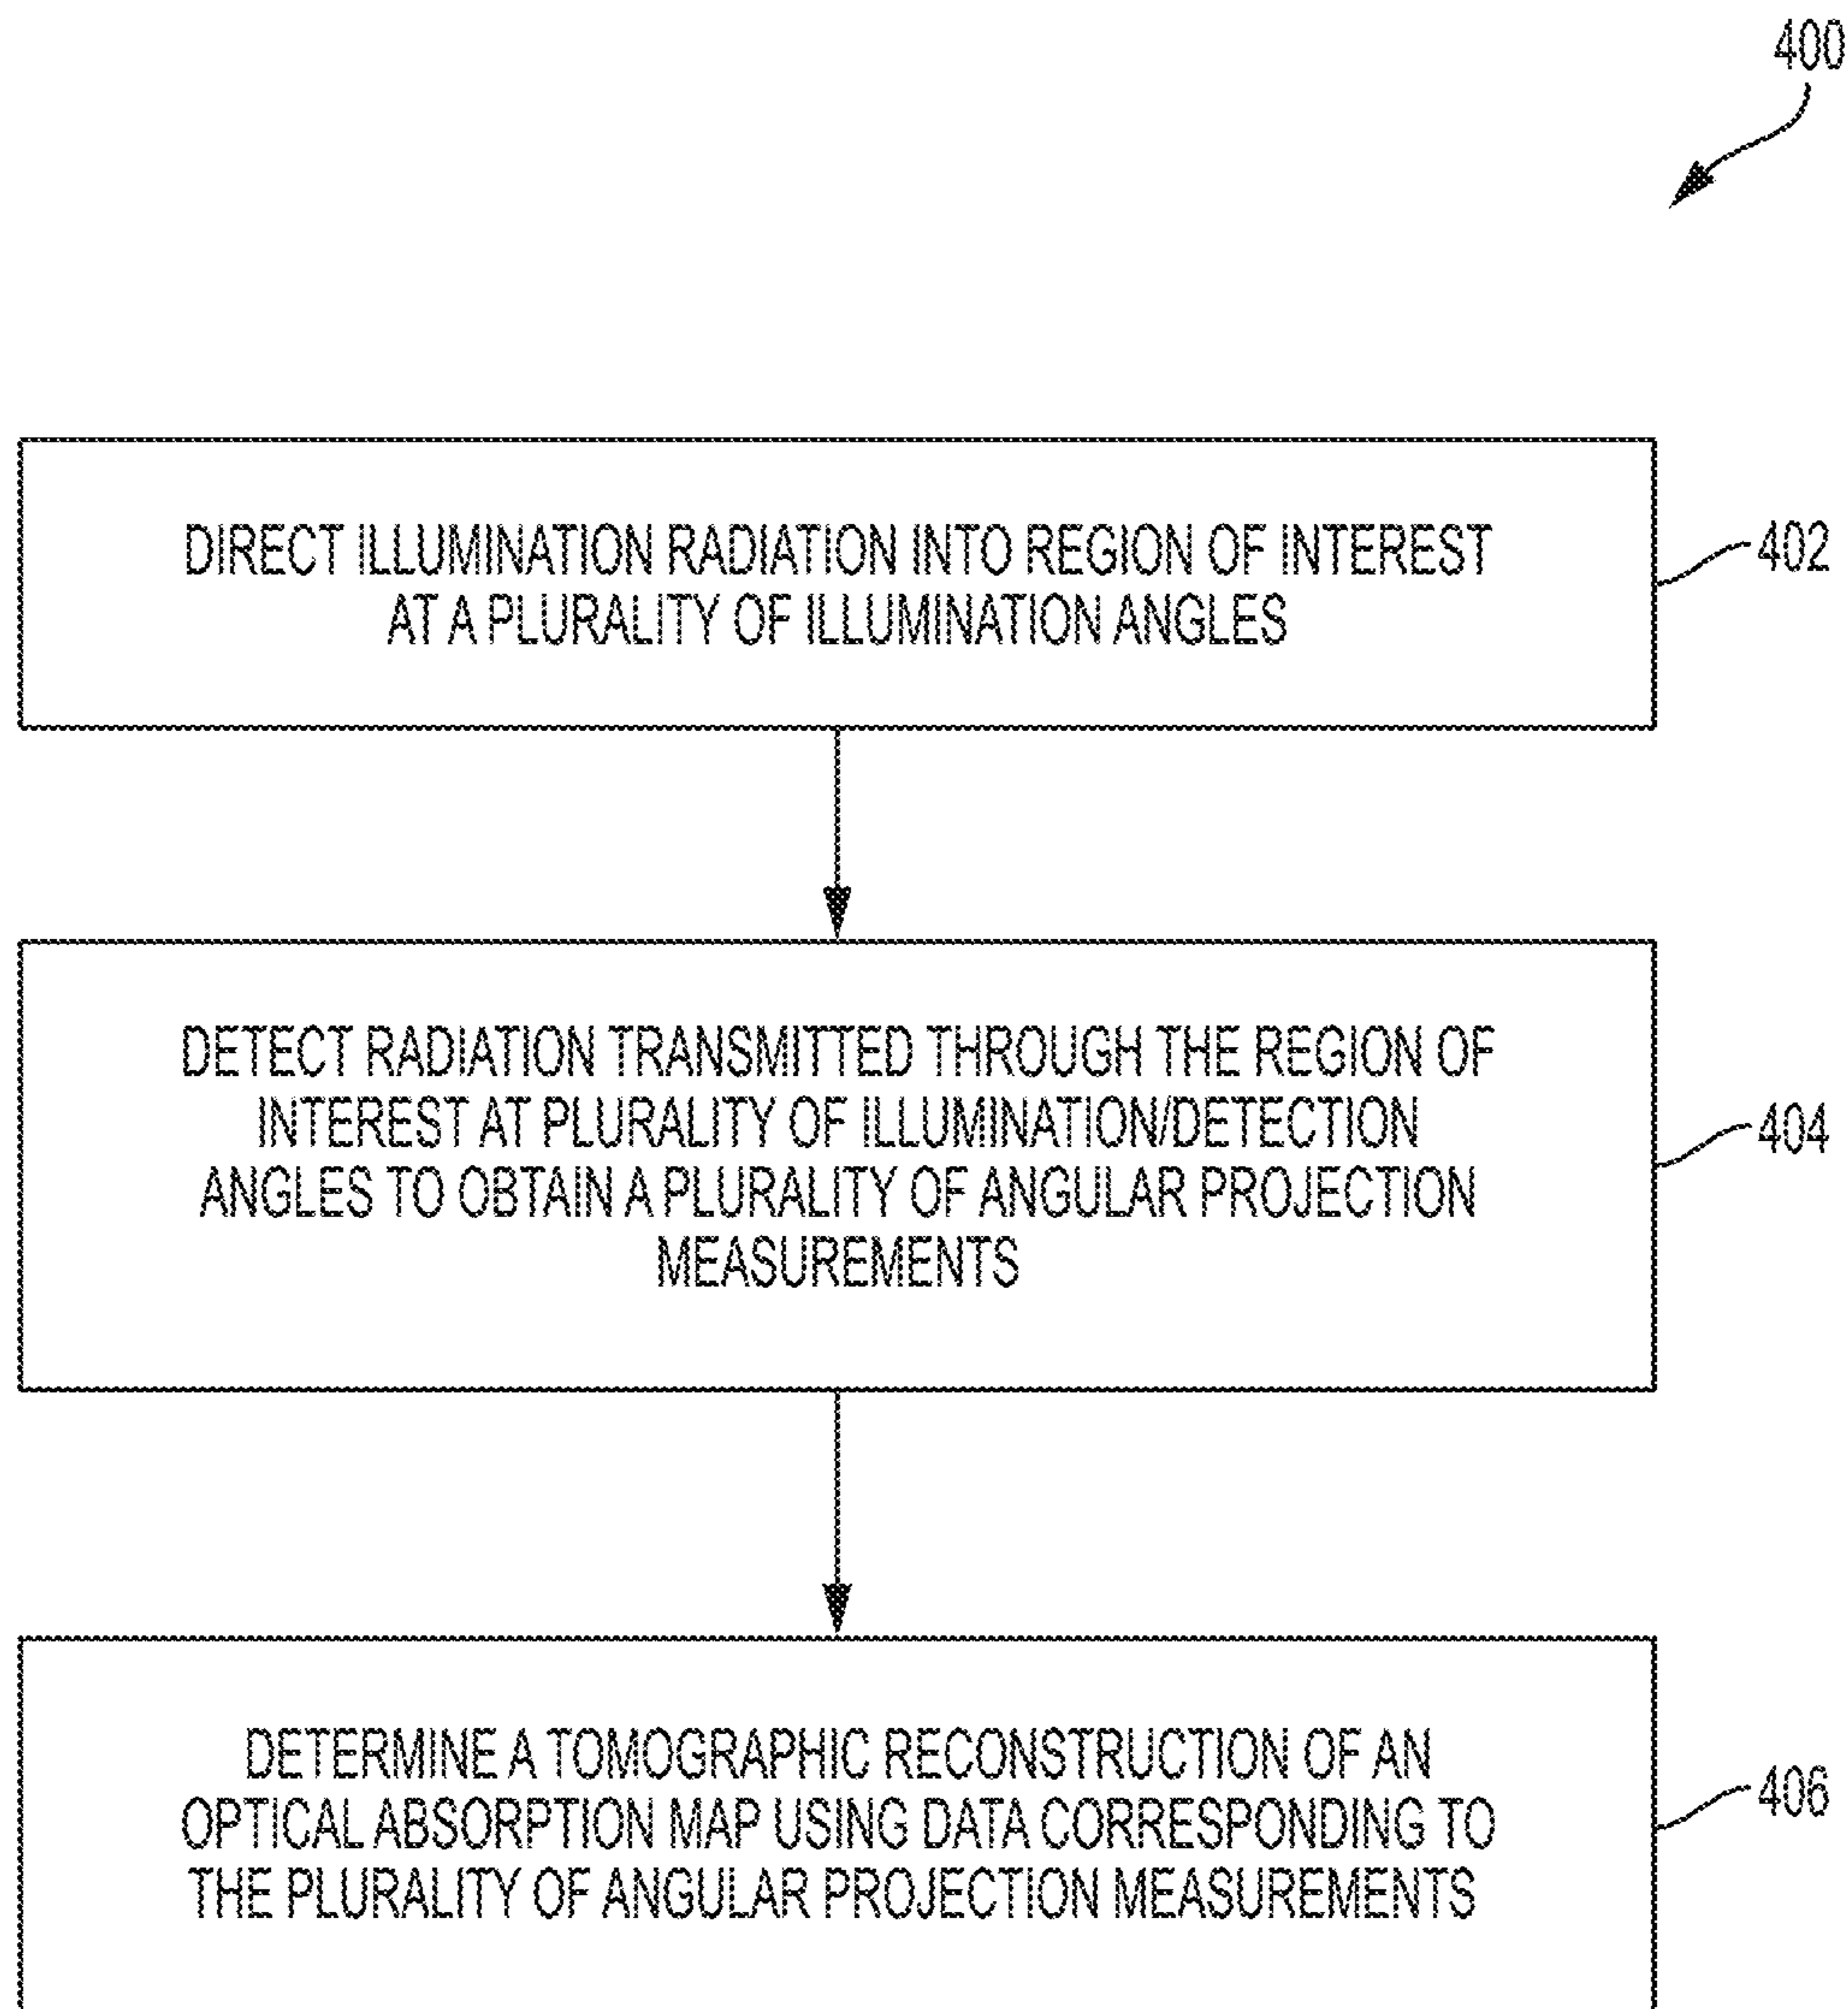 400
DIRECT ILLUMINATION RADIATION INTO REGION OF INTEREST
AT A PLURALITY OF ILLUMINATION ANGLES
402
DETECT RADIATION TRANSMITTED THROUGH THE REGION OF
INTEREST AT PLURALITY OF ILLUMINATION/DETECTION
ANGLES TO OBTAIN A PLURALITY OF ANGULAR PROJECTION
MEASUREMENTS
404
DETERMINE A TOMOGRAPHIC RECONSTRUCTION OF AN
OPTICAL ABSORPTION MAP USING DATA CORRESPONDING TO
THE PLURALITY OF ANGULAR PROJECTION MEASUREMENTS
406